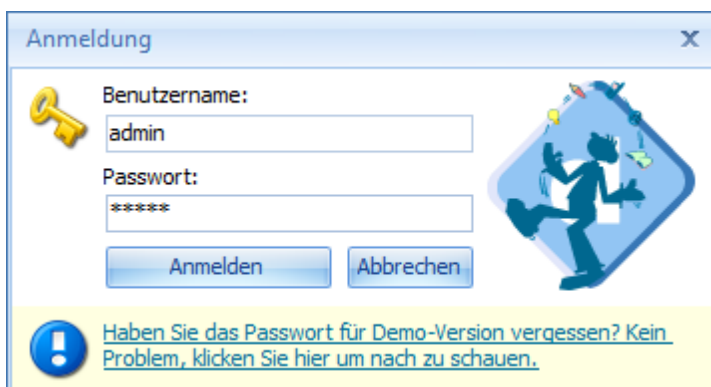 Anmeldung
Benutzername:
admin
Passwort:
*****
Anmelden
Abbrechen
Haben Sie das Passwort für Demo-Version vergessen? Kein
Problem, klicken Sie hier um nach zu schauen.